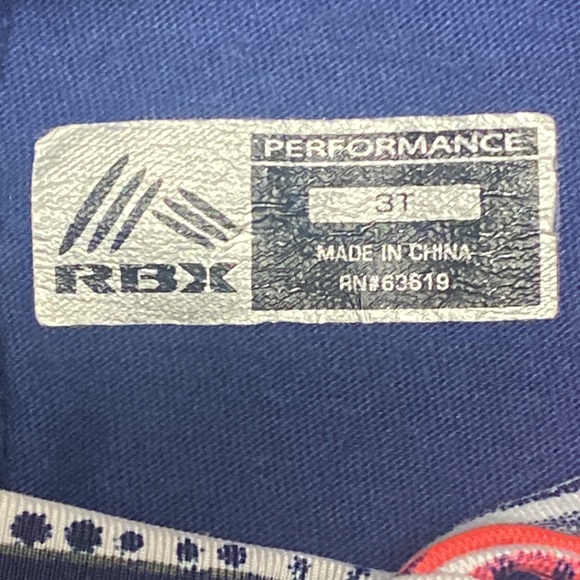 RBX
PERFORMANCE
3T
MADE IN CHINA
RN#63619